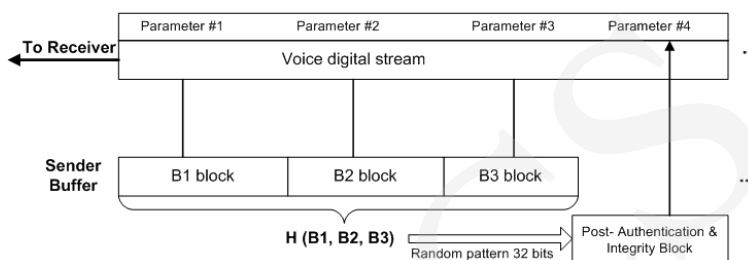 Parameter #1 Parameter #2 Parameter #3 Parameter #4
To Receiver
Voice digital stream
Sender Buffer
B1 block B2 block B3 block
H (B1, B2, B3)
Random pattern 32 bits
Post- Authentication &
Integrity Block